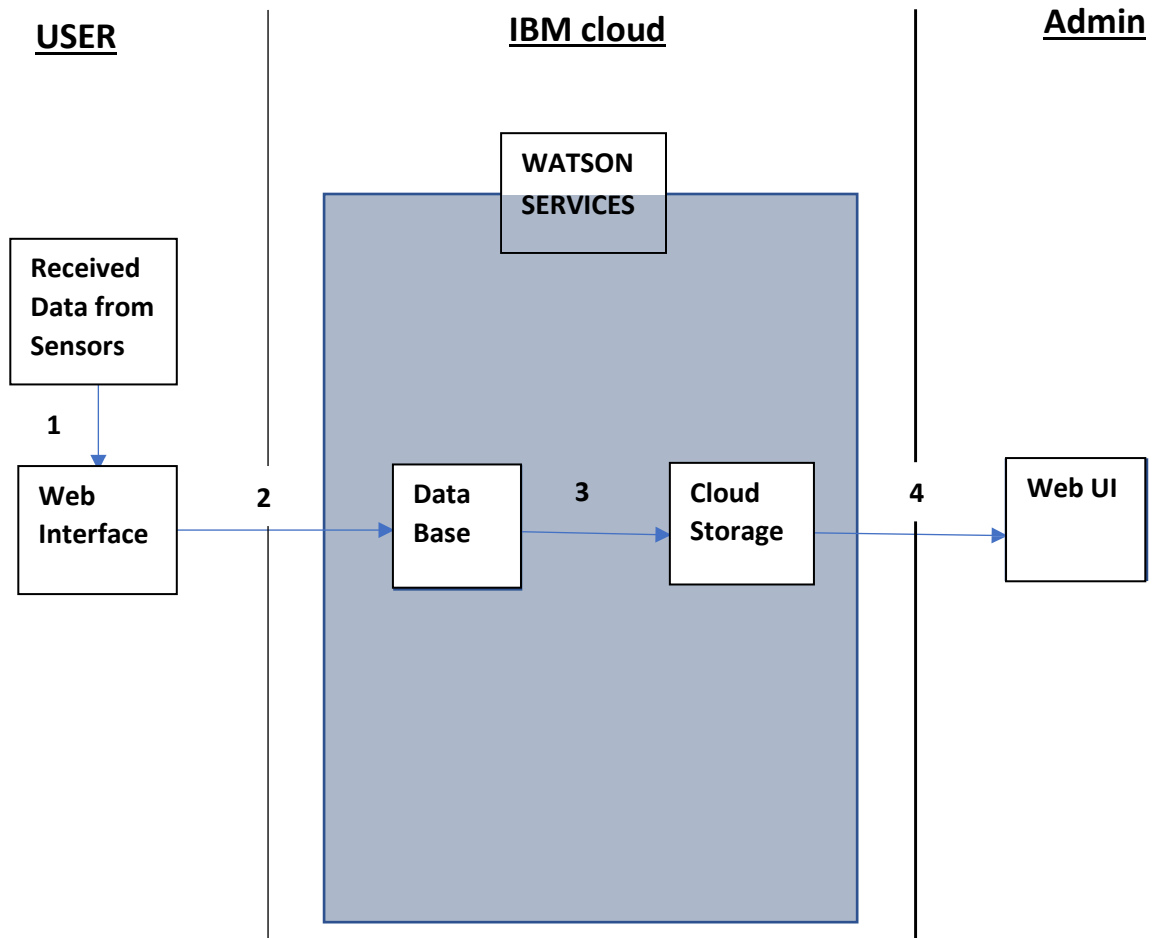 USER
IBM cloud
Admin
WATSON
SERVICES
Received
Data from
Sensors
1
Web
Interface
2
Data
Base
3
Cloud
Storage
4
Web UI